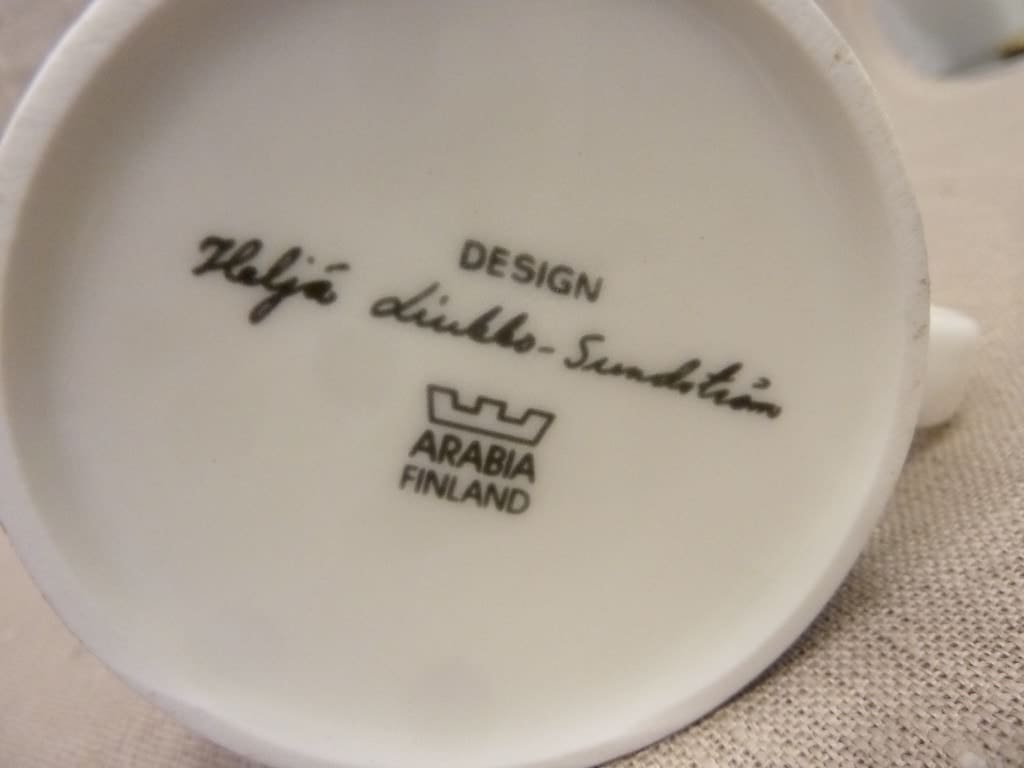 DESIGN
Heljä Liukko-Sundström
ARABIA
FINLAND